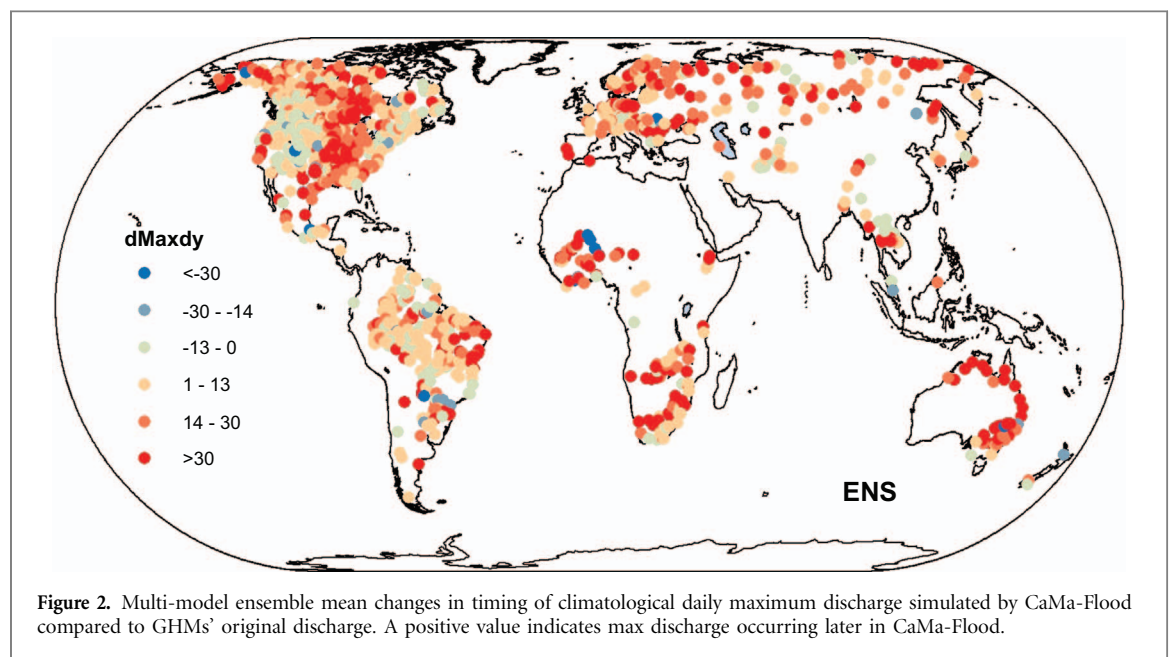 dMaxdy
<-30
-30 - -14
-13 - 0
1 - 13
14 - 30
>30
ENS
Figure 2. Multi-model ensemble mean changes in timing of climatological daily maximum discharge simulated by CaMa-Flood
compared to GHMs' original discharge. A positive value indicates max discharge occurring later in CaMa-Flood.